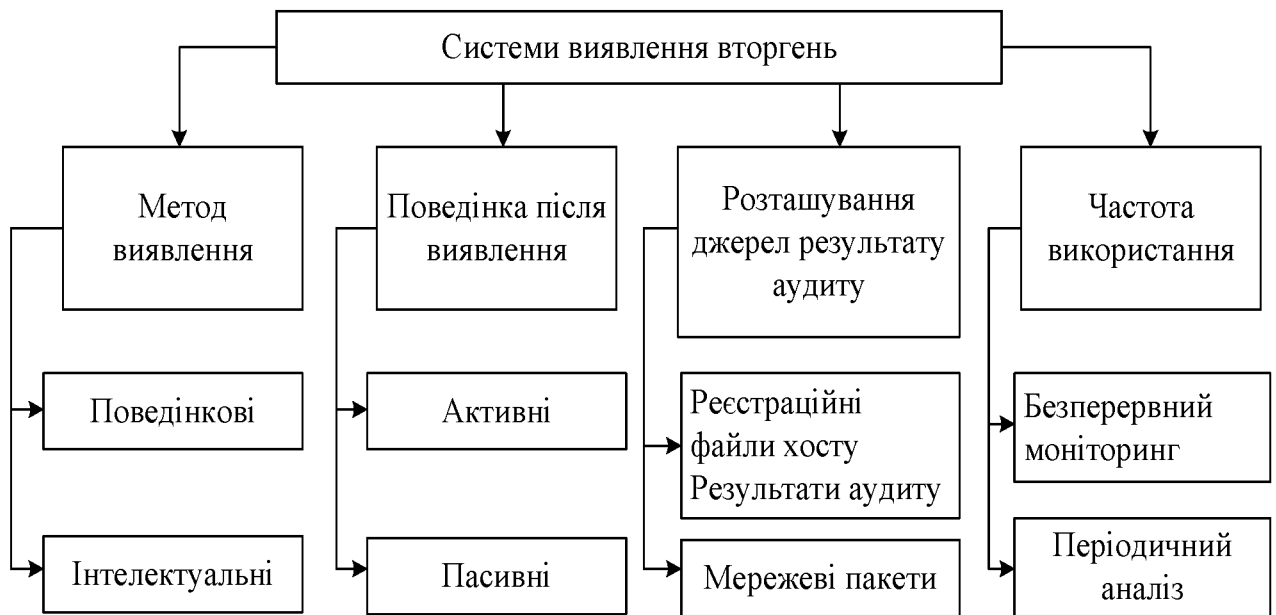 Системи виявлення вторгень
Метод
виявлення
Поведінка після
виявлення
Розташування
джерел результату
аудиту
Частота
використання
Поведінкові
Активні
Реєстраційні
файли хосту
Результати аудиту
Безперервний
моніторинг
Інтелектуальні
Пасивні
Мережеві пакети
Періодичний
аналіз